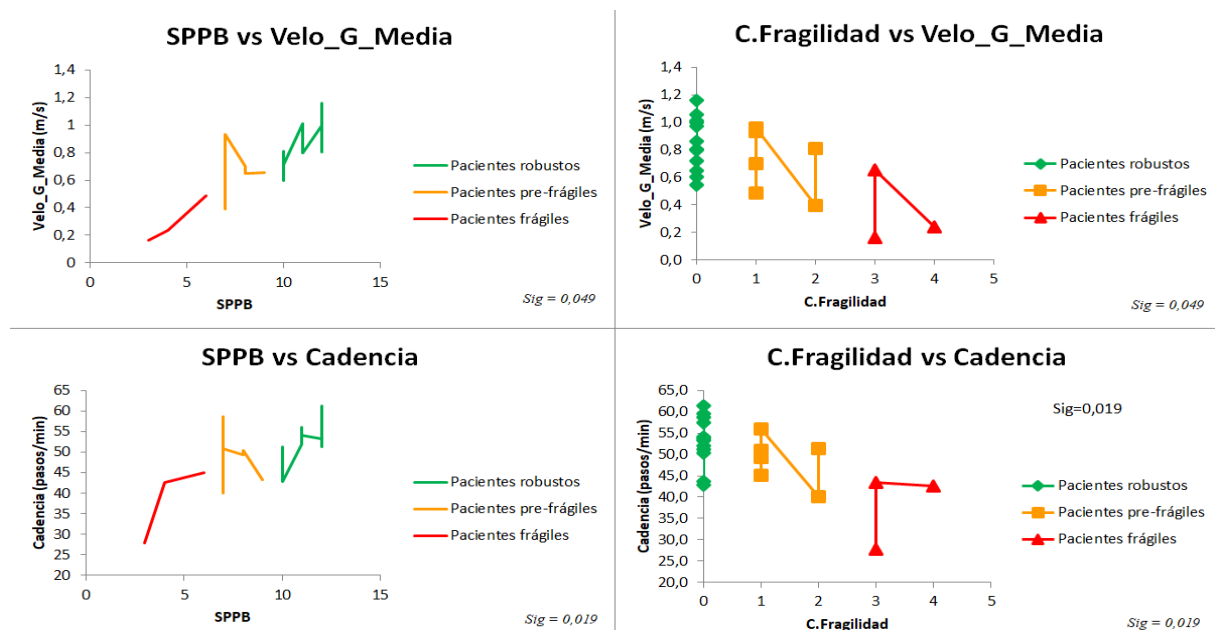 SPPB vs Velo_G_Media
Velo_G_Media (m/s)
1,4
1,2
1
0,8
0,6
0,4
0,2
0
0
5
10
15
SPPB
Pacientes robustos
Pacientes pre-frágiles
Pacientes frágiles
Sig = 0,049
C.Fragilidad vs Velo_G_Media
Velo_G_Media (m/s)
1,4
1,2
1,0
0,8
0,6
0,4
0,2
0,0
0
1
2
3
4
5
C.Fragilidad
Pacientes robustos
Pacientes pre-frágiles
Pacientes frágiles
Sig = 0,049
SPPB vs Cadencia
Cadencia (pasos/min)
65
60
55
50
45
40
35
30
25
20
0
5
10
15
SPPB
Pacientes robustos
Pacientes pre-frágiles
Pacientes frágiles
Sig = 0,019
C.Fragilidad vs Cadencia
Cadencia (pasos/min)
65,0
60,0
55,0
50,0
45,0
40,0
35,0
30,0
25,0
20,0
0
1
2
3
4
5
C.Fragilidad
Sig=0,019
Pacientes robustos
Pacientes pre-frágiles
Pacientes frágiles
Sig = 0,019